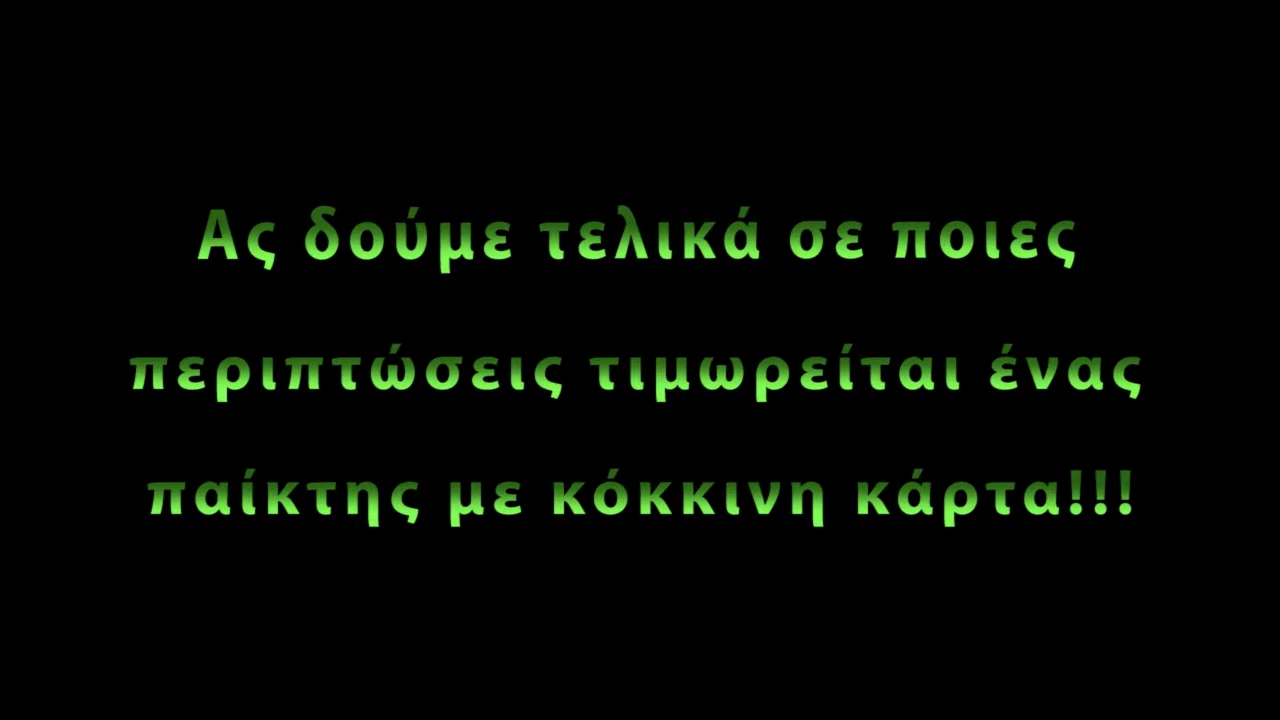 Ας δούμε τελικά σε ποιες
περιπτώσεις τιμωρείται ένας
παίκτης με κόκκινη κάρτα!!!